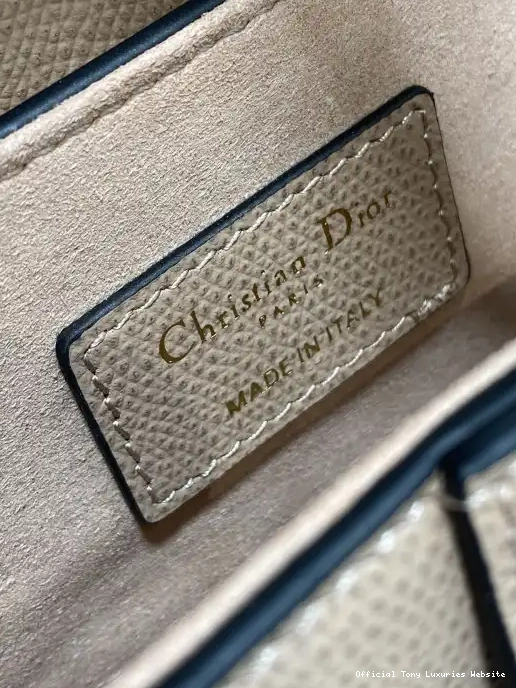 Christian Dior
PARIS
MADE IN ITALY
Official Tony Luxuries Website